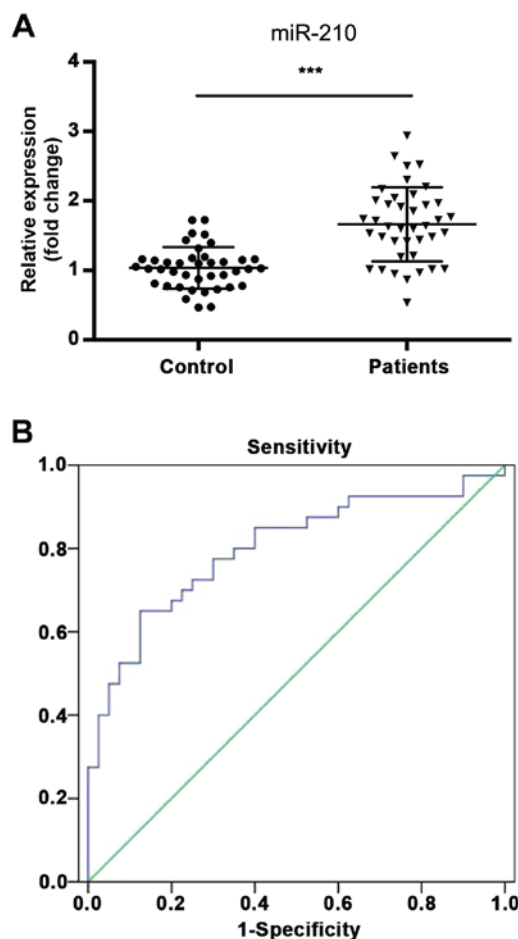 A
miR-210
***
Relative expression
(fold change)
4
3
2
1
0
Control
Patients
B
Sensitivity
1.0
0.8
0.6
0.4
0.2
0.0
0.0 0.2 0.4 0.6 0.8 1.0
1-Specificity